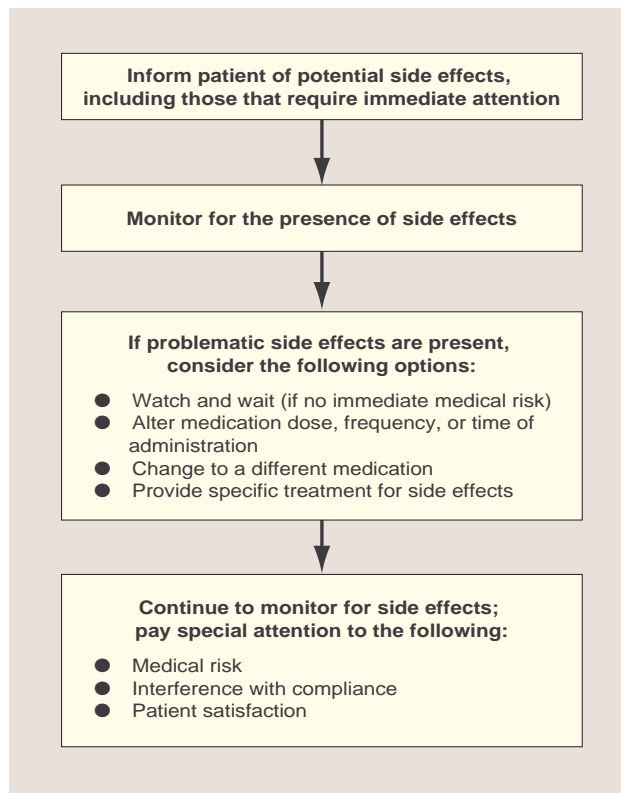 Inform patient of potential side effects,
including those that require immediate attention
Monitor for the presence of side effects
If problematic side effects are present,
consider the following options:
● Watch and wait (if no immediate medical risk)
● Alter medication dose, frequency, or time of
administration
● Change to a different medication
● Provide specific treatment for side effects
Continue to monitor for side effects;
pay special attention to the following:
● Medical risk
● Interference with compliance
● Patient satisfaction